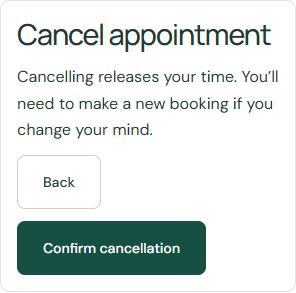 Cancel appointment
Cancelling releases your time. You’ll
need to make a new booking if you
change your mind.
Back
Confirm cancellation